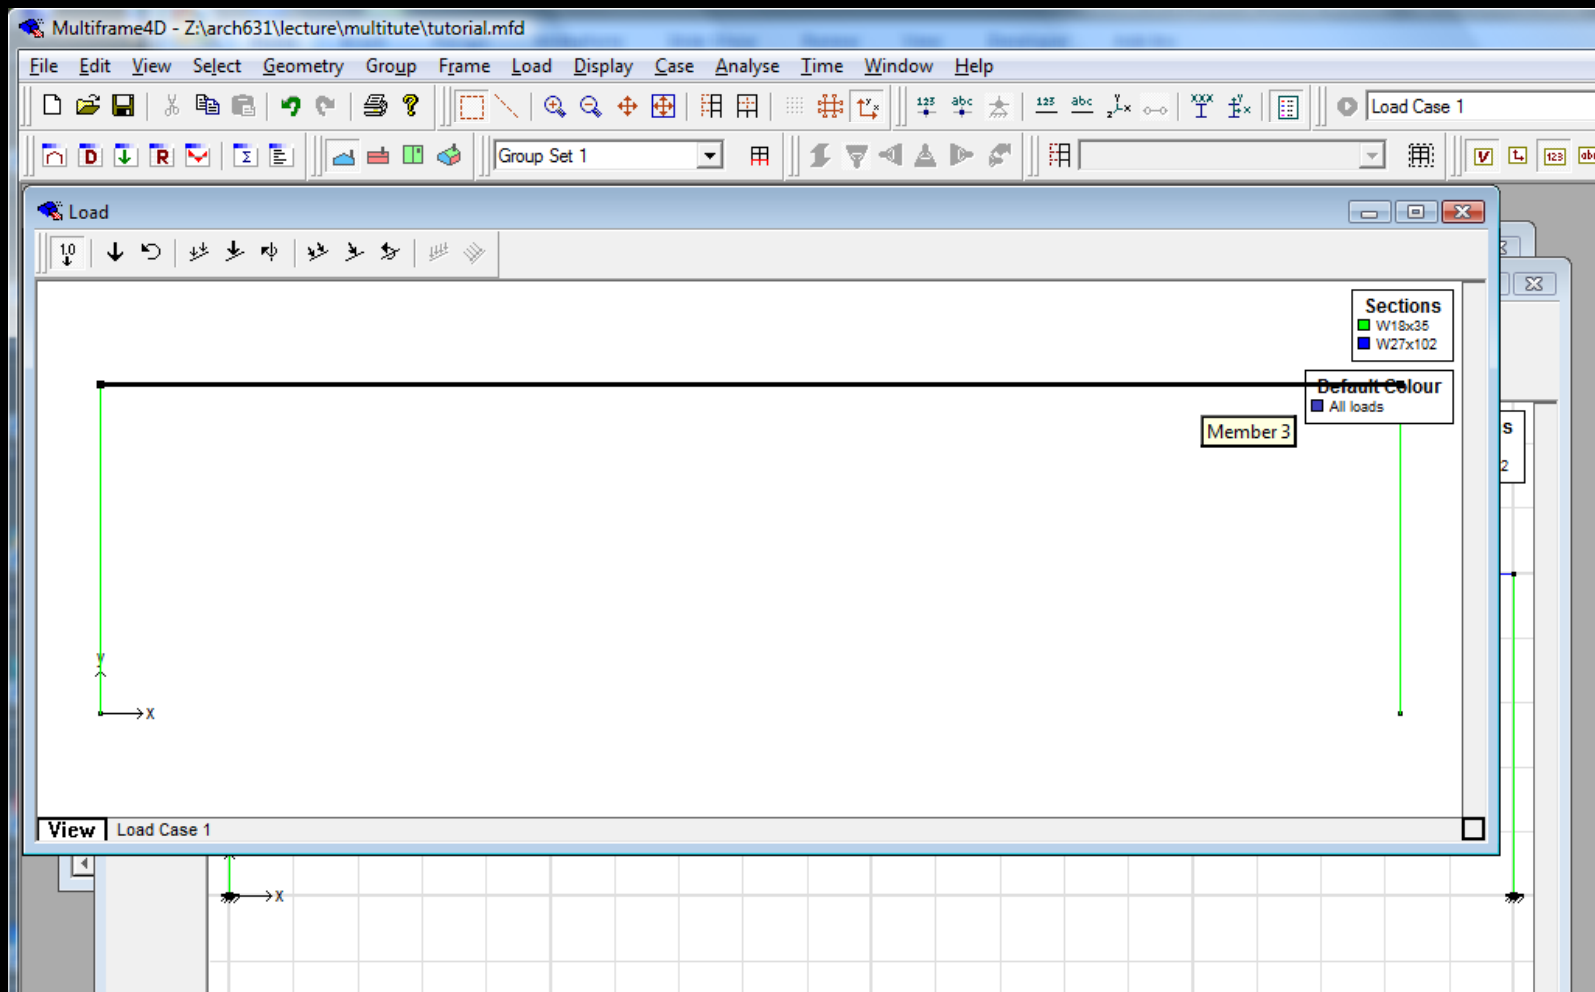 Multiframe4D - Z:\arch631\lecture\multitute\tutorial.mfd
File Edit View Select Geometry Group Frame Load Display Case Analyse Time Window Help
Load Case 1
Group Set 1
Load
Sections
W18x35
W27x102
Default Colour
All loads
Member 3
Y
X
View Load Case 1
X